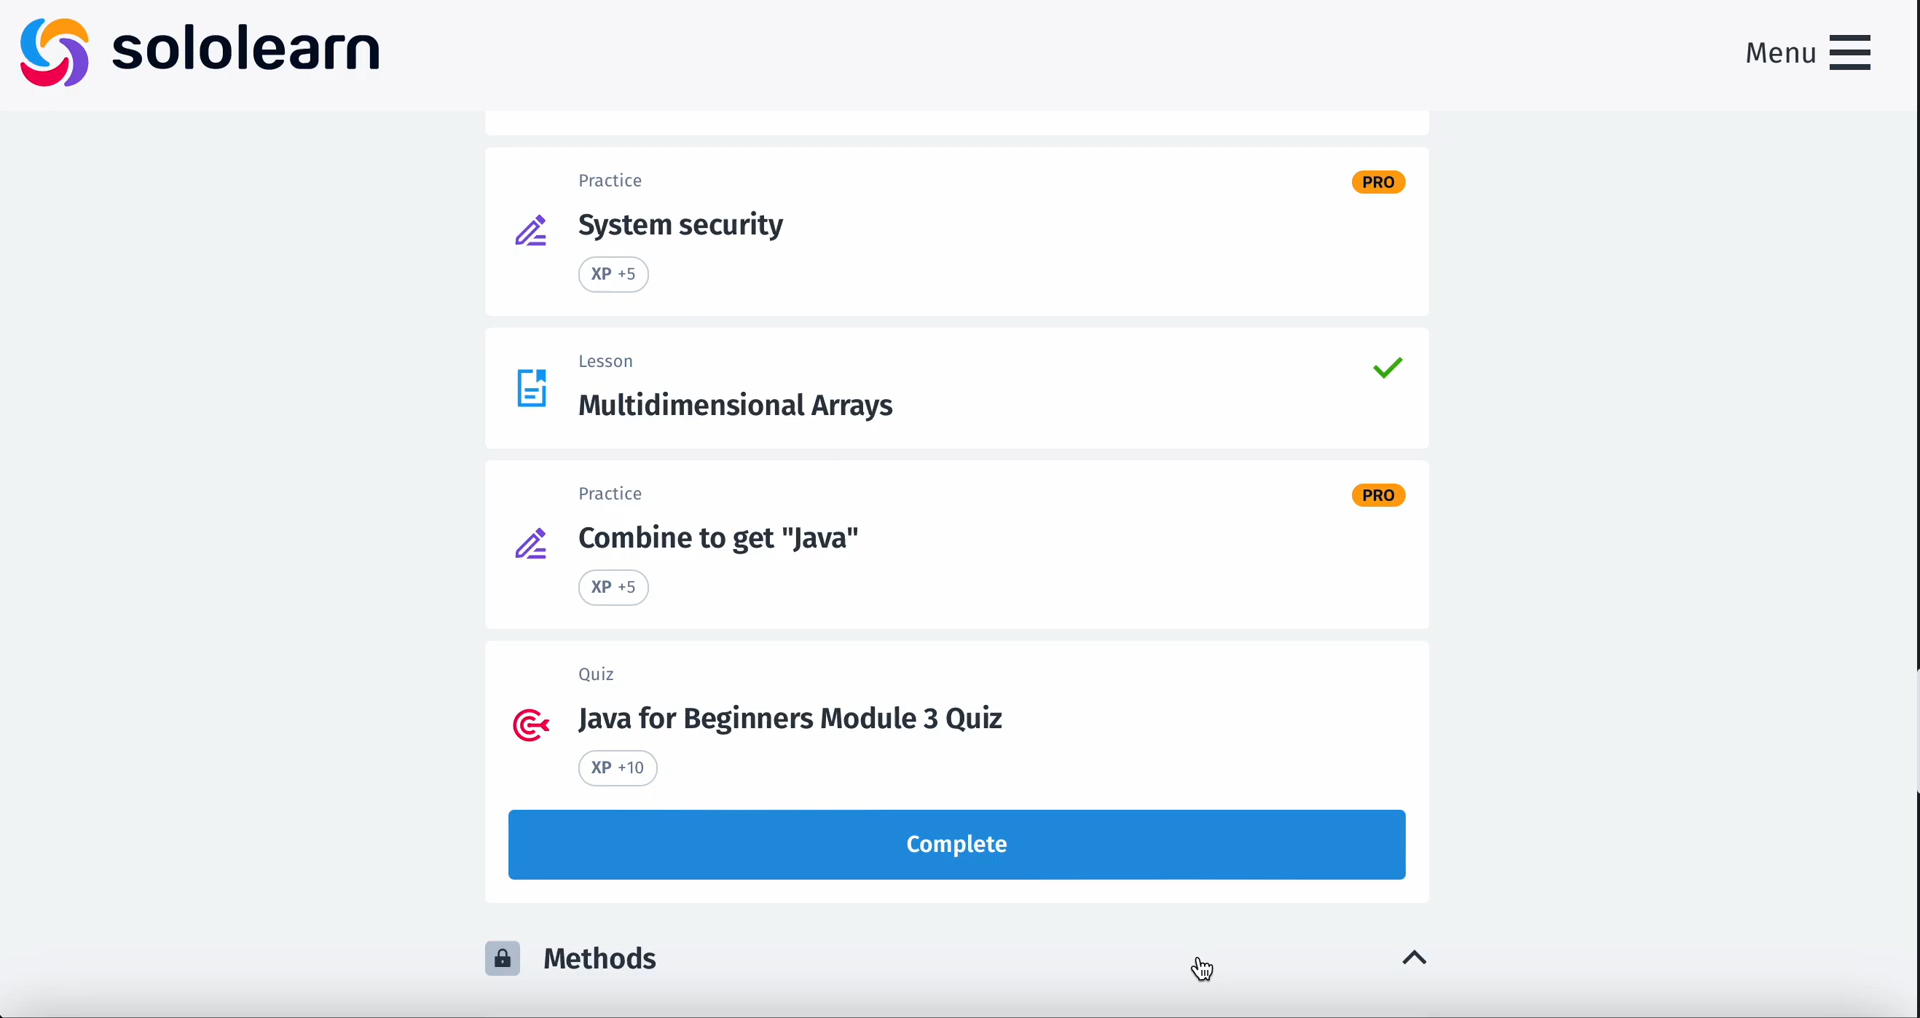 sololearn
Menu
Practice
PRO
System security
XP +5
Lesson
Multidimensional Arrays
Practice
PRO
Combine to get "Java"
XP +5
Quiz
Java for Beginners Module 3 Quiz
XP +10
Complete
Methods